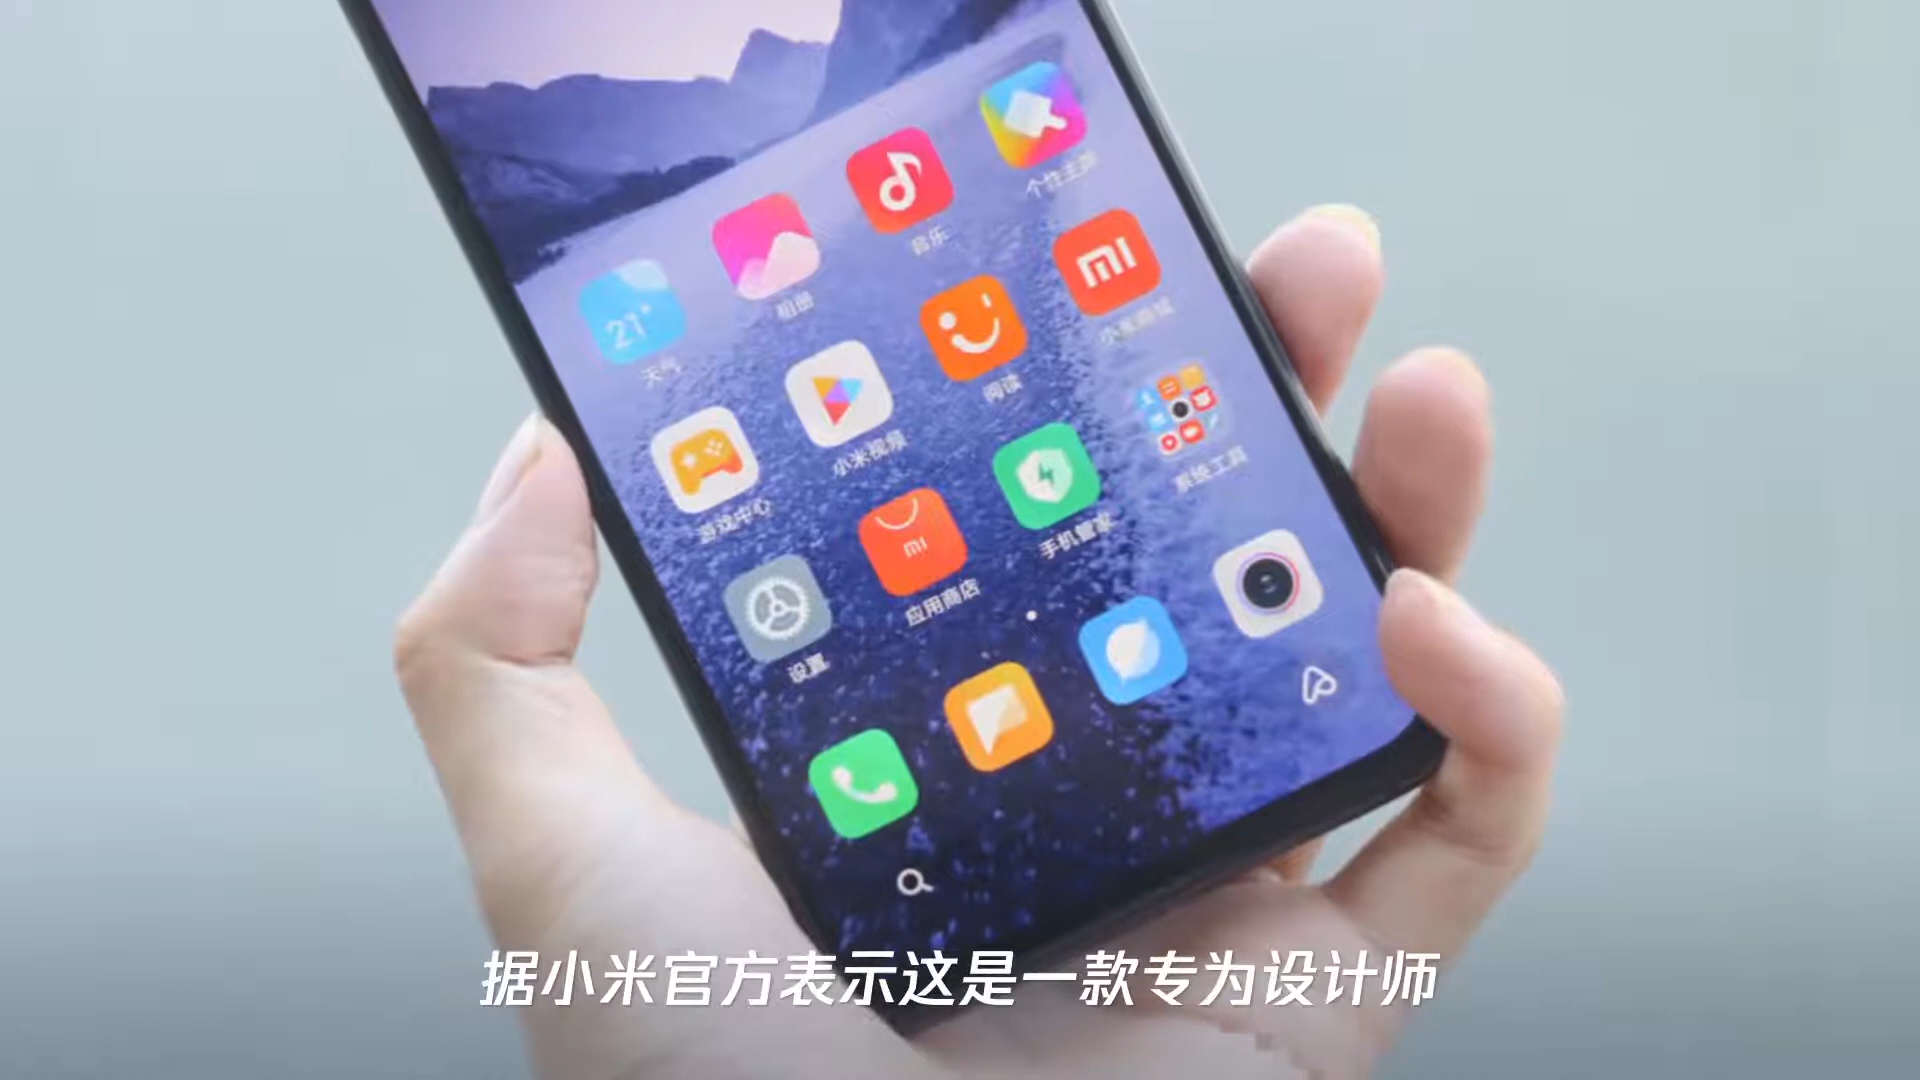 个性主题
音乐
相册
天气
21°
小米商城
阅读
小米视频
游戏中心
系统工具
手机管家
mi
应用商店
设置
据小米官方表示这是一款专为设计师